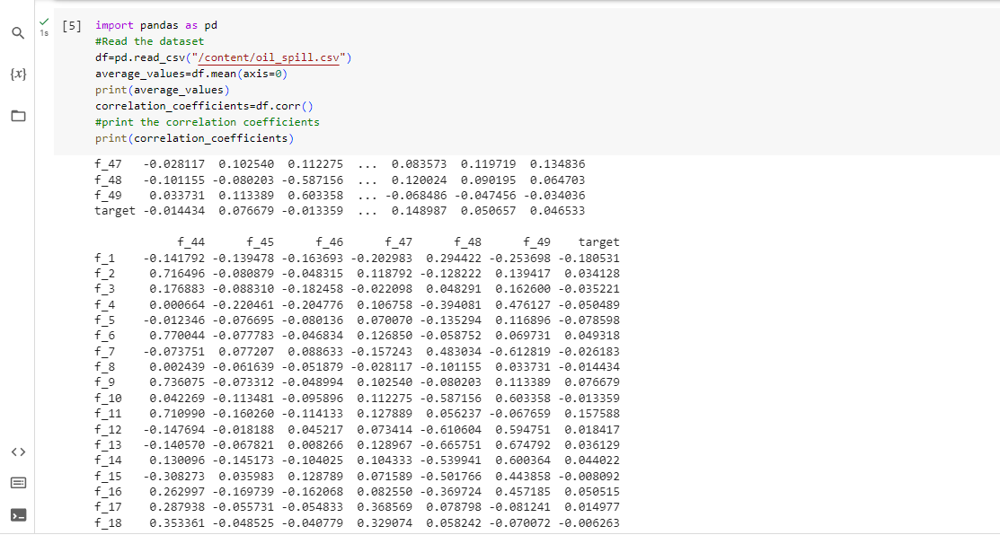 [5] import pandas as pd
1s
#Read the dataset
df=pd.read_csv("/content/oil_spill.csv")
{x}
average_values=df.mean(axis=0)
print(average_values)
correlation_coefficients=df.corr()
#print the correlation coefficients
print(correlation_coefficients)
f_47   -0.028117  0.102540  0.112275  ...  0.083573  0.119719  0.134836
f_48   -0.101155 -0.080203 -0.587156  ...  0.120024  0.090195  0.064703
f_49    0.033731  0.113389  0.603358  ... -0.068486 -0.047456 -0.034036
target -0.014434  0.076679 -0.013359  ...  0.148987  0.050657  0.046533
            f_44      f_45      f_46      f_47      f_48      f_49    target
f_1    -0.141792 -0.139478 -0.163693 -0.202983  0.294422 -0.253698 -0.180531
f_2     0.716496 -0.080879 -0.048315  0.118792 -0.128222  0.139417  0.034128
f_3     0.176883 -0.088310 -0.182458 -0.022098  0.048291  0.162600 -0.035221
f_4     0.000664 -0.220461 -0.204776  0.106758 -0.394081  0.476127 -0.050489
f_5    -0.012346 -0.076695 -0.080136  0.070070 -0.135294  0.116896 -0.078598
f_6     0.770044 -0.077783 -0.046834  0.126850 -0.058752  0.069731  0.049318
f_7    -0.073751  0.077207  0.088633 -0.157243  0.483034 -0.612819 -0.026183
f_8     0.002439 -0.061639 -0.051879 -0.028117 -0.101155  0.033731 -0.014434
f_9     0.736075 -0.073312 -0.048994  0.102540 -0.080203  0.113389  0.076679
f_10    0.042269 -0.113481 -0.095896  0.112275 -0.587156  0.603358 -0.013359
f_11    0.710990 -0.160260 -0.114133  0.127889  0.056237 -0.067659  0.157588
f_12   -0.147694 -0.018188  0.045217  0.073414 -0.610604  0.594751  0.018417
f_13   -0.140570 -0.067821  0.008266  0.128967 -0.665751  0.674792  0.036129
f_14    0.130096 -0.145173 -0.104025  0.104333 -0.539941  0.600364  0.044022
f_15   -0.308273  0.035983  0.128789  0.071589 -0.501766  0.443858 -0.008092
f_16    0.262997 -0.169739 -0.162068  0.082550 -0.369724  0.457185  0.050515
f_17    0.287938 -0.055731 -0.054833  0.368569  0.078798 -0.081241  0.014977
f_18    0.353361 -0.048525 -0.040779  0.329074  0.058242 -0.070072 -0.006263